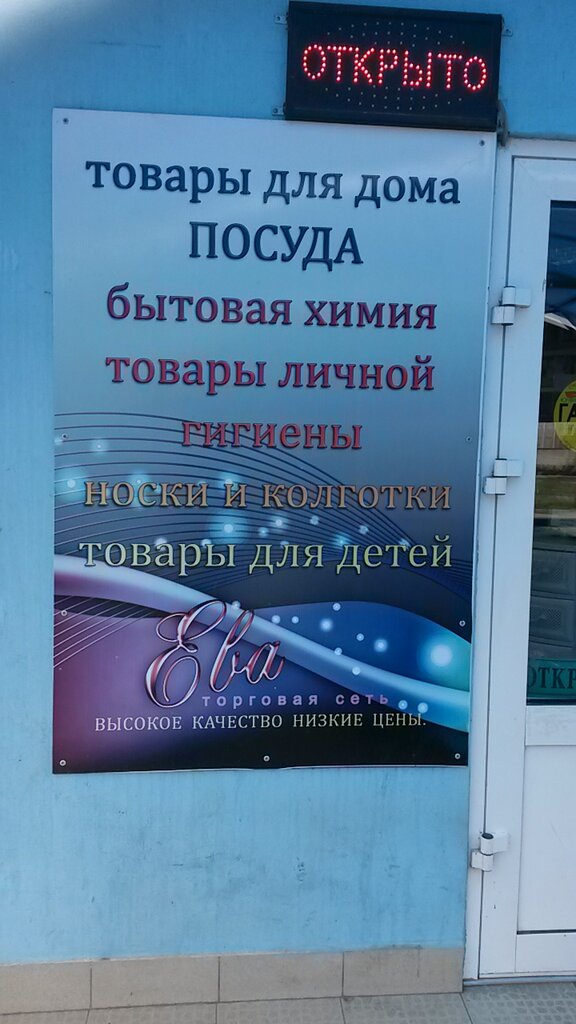 ОТКРЫТО
товары для дома
ПОСУДА
бытовая химия
товары личной
гигиены
носки и колготки
товары для детей
Ева
торговая сеть
ВЫСОКОЕ КАЧЕСТВО НИЗКИЕ ЦЕНЫ.